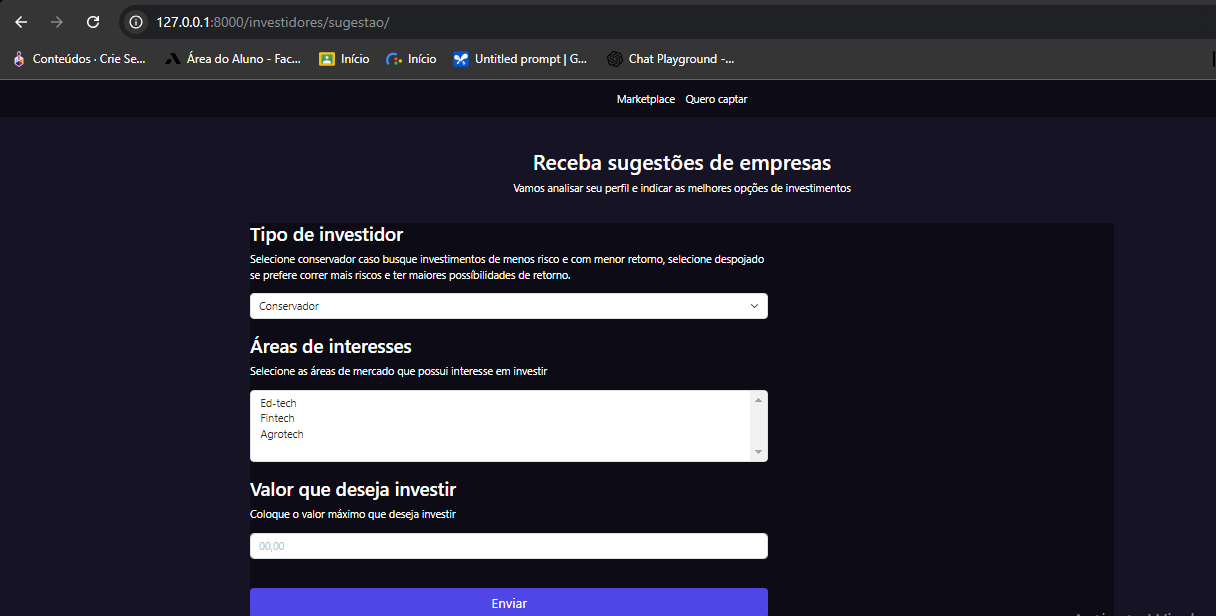 127.0.0.1:8000/investidores/sugestao/
Conteúdos · Crie Se... Área do Aluno - Fac... Início Início Untitled prompt | G... Chat Playground -...
Marketplace Quero captar
Receba sugestões de empresas
Vamos analisar seu perfil e indicar as melhores opções de investimentos
Tipo de investidor
Selecione conservador caso busque investimentos de menos risco e com menor retorno, selecione despojado
se prefere correr mais riscos e ter maiores possíbilidades de retorno.
Conservador
Áreas de interesses
Selecione as áreas de mercado que possui interesse em investir
Ed-tech
Fintech
Agrotech
Valor que deseja investir
Coloque o valor máximo que deseja investir
00,00
Enviar